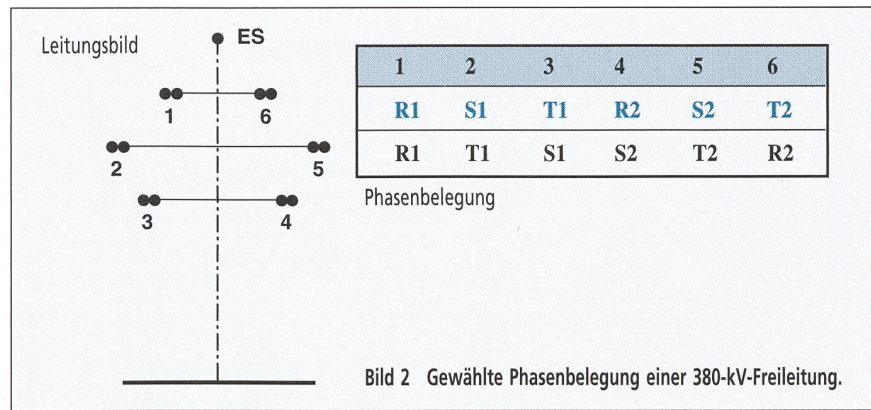 Leitungsbild
ES
1 6
2 5
3 4
1 2 3 4 5 6
R1 S1 T1 R2 S2 T2
R1 T1 S1 S2 T2 R2
Phasenbelegung
Bild 2 Gewählte Phasenbelegung einer 380-kV-Freileitung.